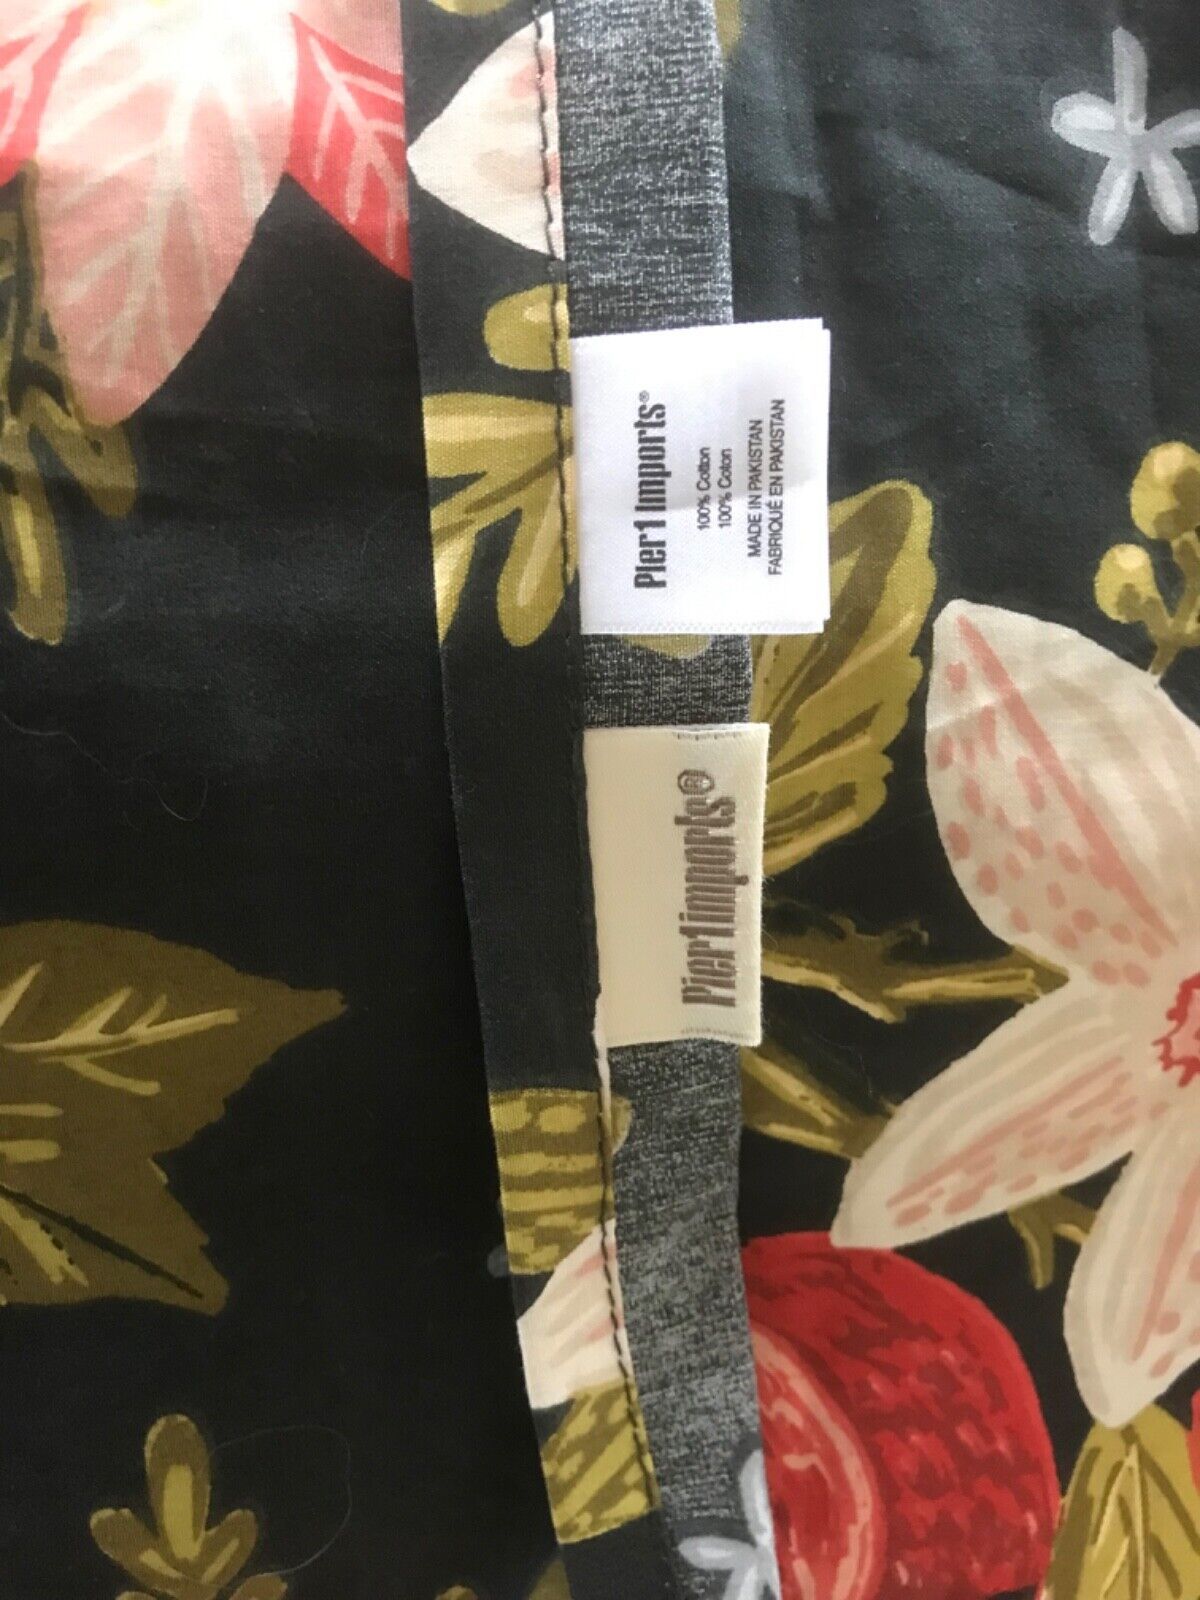 Pier1 Imports®
100% Cotton
100% Coton
MADE IN PAKISTAN
FABRIQUÉ EN PAKISTAN
Pier1imports®